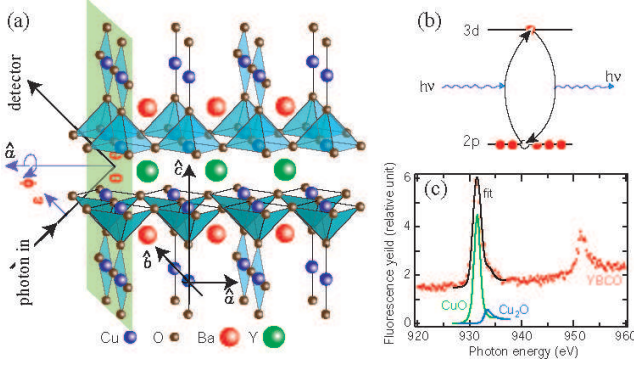 (a)
detector
â
ϕ
ε
θ
photon in
ĉ
b̂
â
Cu O Ba Y
(b)
3d
hν
hν
2p
(c)
Fluorescence yeild (relative unit)
6
4
2
0
fit
CuO
Cu₂O
YBCO
920 930 940 950 960
Photon energy (eV)